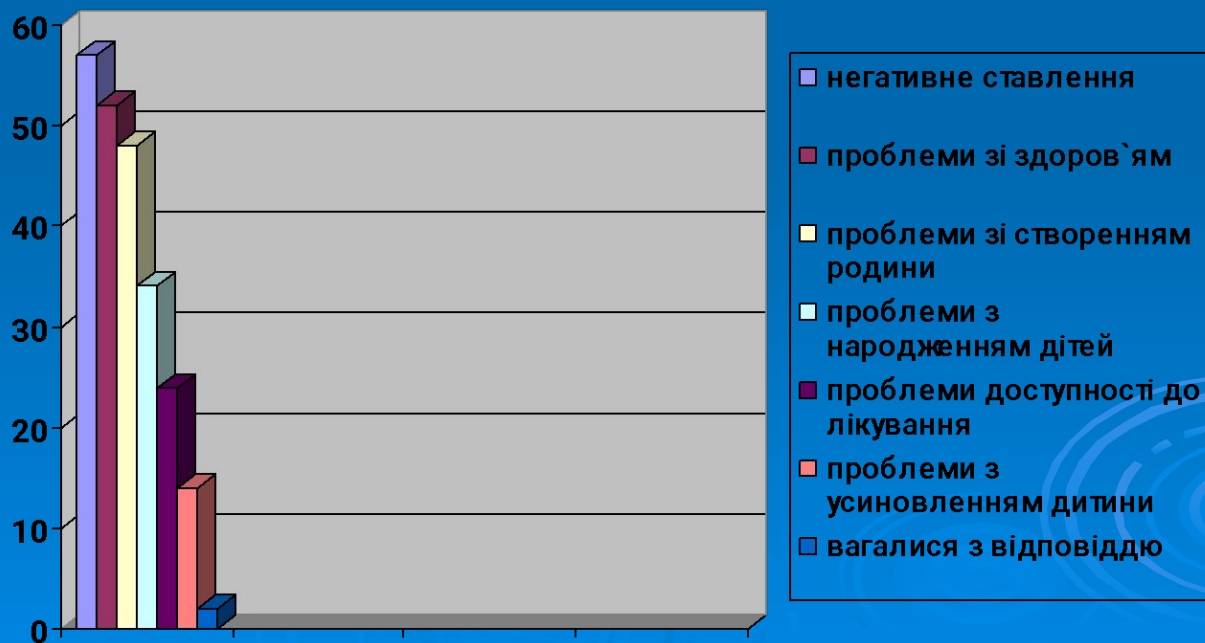 60
50
40
30
20
10
0
негативне ставлення
проблеми зі здоров`ям
проблеми зі створенням
родини
проблеми з
народженням дітей
проблеми доступності до
лікування
проблеми з
усиновленням дитини
вагалися з відповіддю